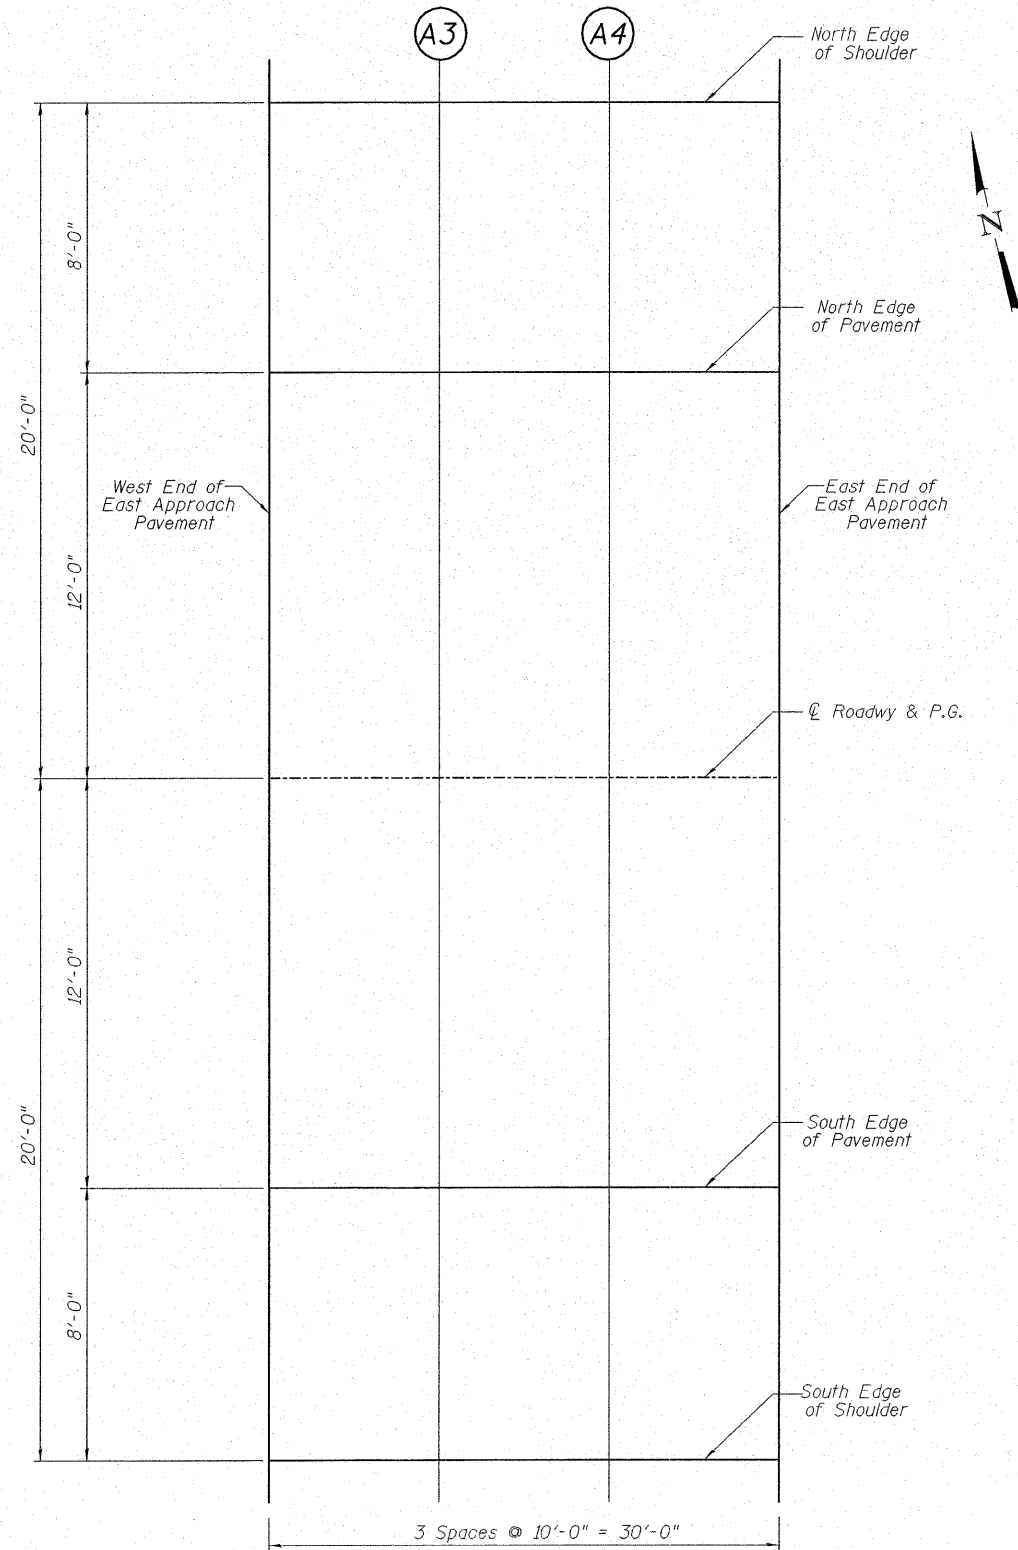 A3
A4
North Edge
of Shoulder
N
8'-0"
North Edge
of Pavement
20'-0"
West End of
East Approach
Pavement
East End of
East Approach
Pavement
12'-0"
℄ Roadwy & P.G.
12'-0"
20'-0"
South Edge
of Pavement
8'-0"
South Edge
of Shoulder
3 Spaces @ 10'-0" = 30'-0"